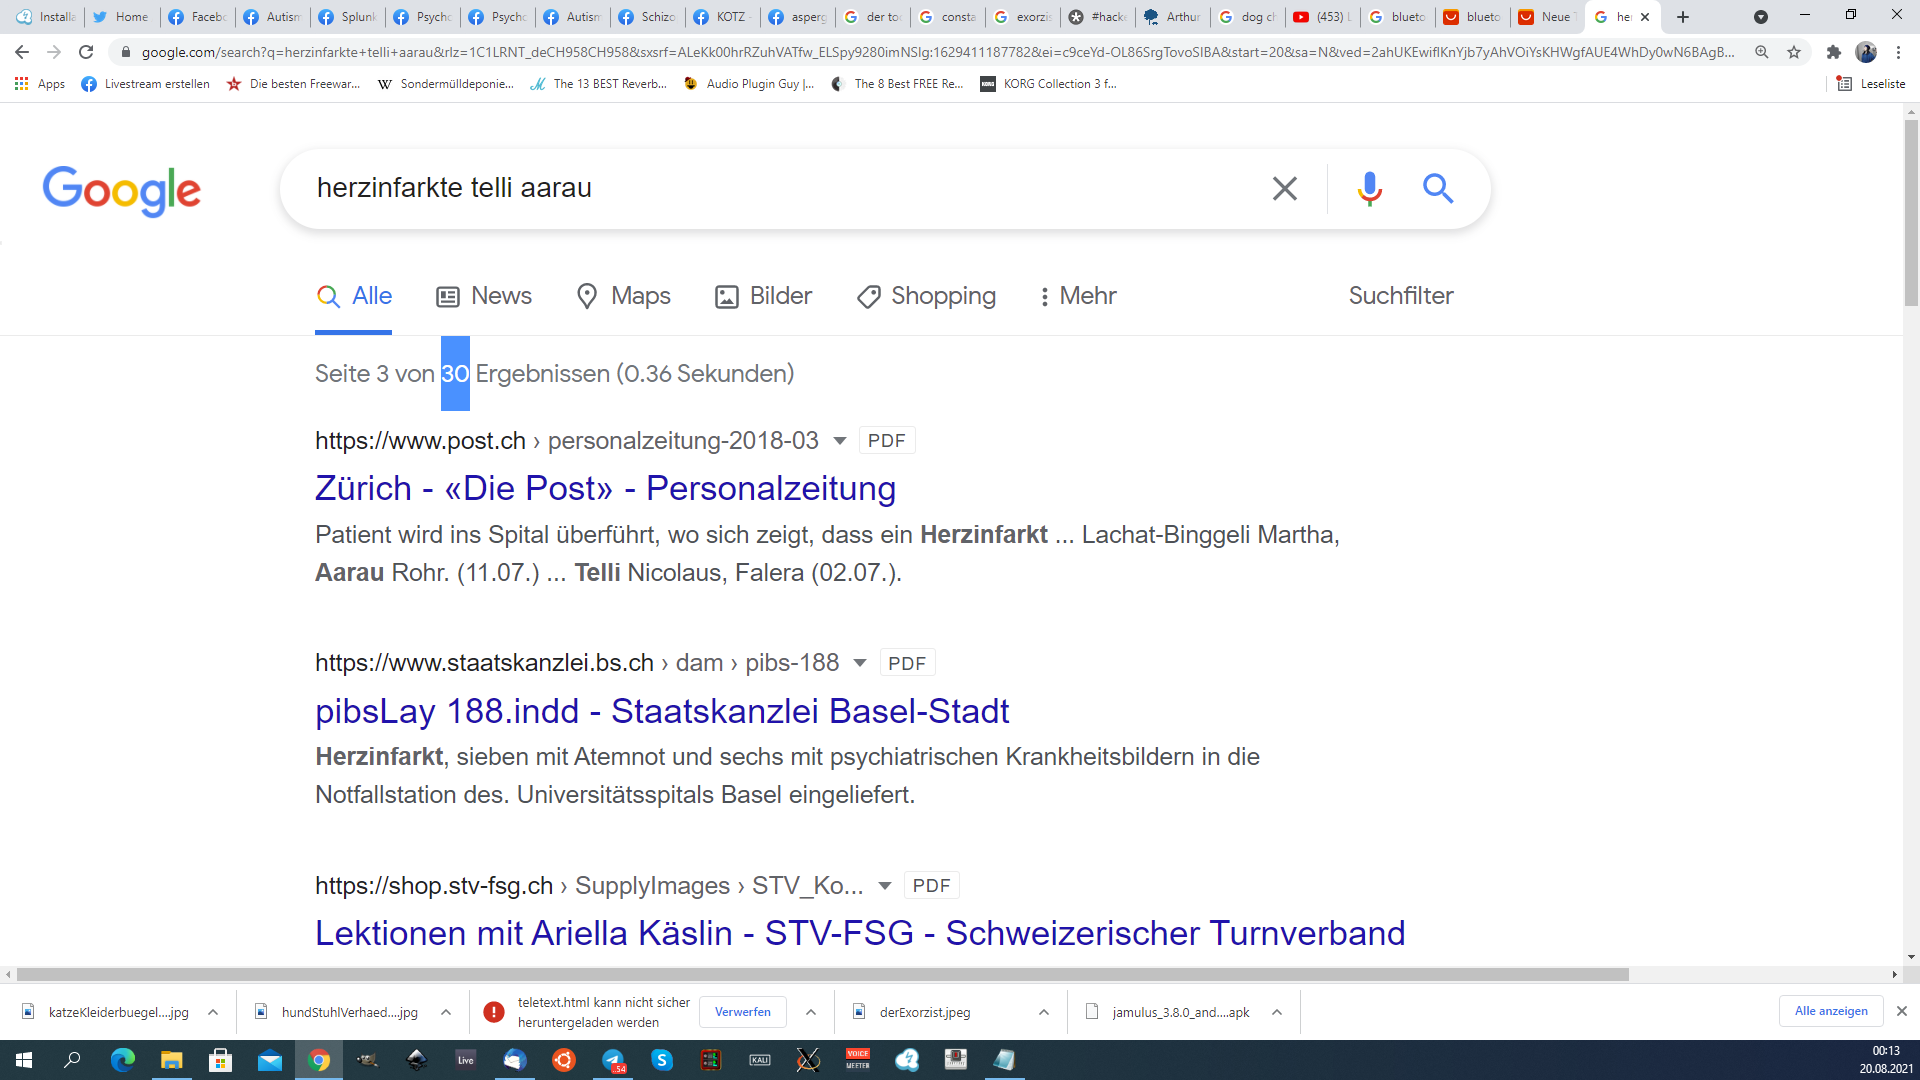 Installa
Home
Facebo
Autism
Splunk
Psycho
Psycho
Autism
Schizo
KOTZ -
asperg
der too
consta
exorzis
#hacke
Arthur
dog ch
(453) L
blueto
blueto
Neue T
her
google.com/search?q=herzinfarkte+telli+aarau&rlz=1C1LRNT_deCH958CH958&sxsrf=ALeKk00hrRZuhVATfw_ELSpy9280imNSlg:1629411187782&ei=c9ceYd-OL86SrgTovoSIBA&start=20&sa=N&ved=2ahUKEwiflKnYjb7yAhVOiYsKHWgfAUE4WhDy0wN6BAgB...
Apps
Livestream erstellen
Die besten Freewar...
Sondermülldeponie...
The 13 BEST Reverb...
Audio Plugin Guy |...
The 8 Best FREE Re...
KORG Collection 3 f...
Leseliste
Google
herzinfarkte telli aarau
Alle
News
Maps
Bilder
Shopping
Mehr
Suchfilter
Seite 3 von 30 Ergebnissen (0.36 Sekunden)
https://www.post.ch › personalzeitung-2018-03 PDF
Zürich - «Die Post» - Personalzeitung
Patient wird ins Spital überführt, wo sich zeigt, dass ein Herzinfarkt ... Lachat-Binggeli Martha,
Aarau Rohr. (11.07.) ... Telli Nicolaus, Falera (02.07.).
https://www.staatskanzlei.bs.ch › dam › pibs-188 PDF
pibsLay 188.indd - Staatskanzlei Basel-Stadt
Herzinfarkt, sieben mit Atemnot und sechs mit psychiatrischen Krankheitsbildern in die
Notfallstation des. Universitätsspitals Basel eingeliefert.
https://shop.stv-fsg.ch › SupplyImages › STV_Ko... PDF
Lektionen mit Ariella Käslin - STV-FSG - Schweizerischer Turnverband
katzeKleiderbuegel....jpg
hundStuhlVerhaed....jpg
teletext.html kann nicht sicher
heruntergeladen werden
Verwerfen
derExorzist.jpeg
jamulus_3.8.0_and....apk
Alle anzeigen
Live
54
KALI
VOICE
MEETER
00:13
20.08.2021